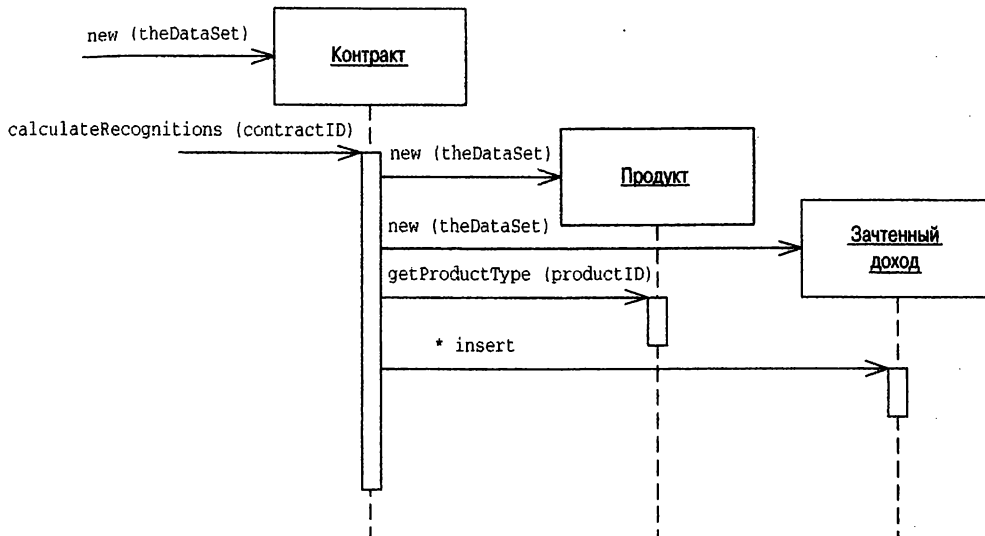 new (theDataSet)
Контракт
calculateRecognitions (contractID)
new (theDataSet)
Продукт
new (theDataSet)
Зачтенный
доход
getProductType (productID)
* insert